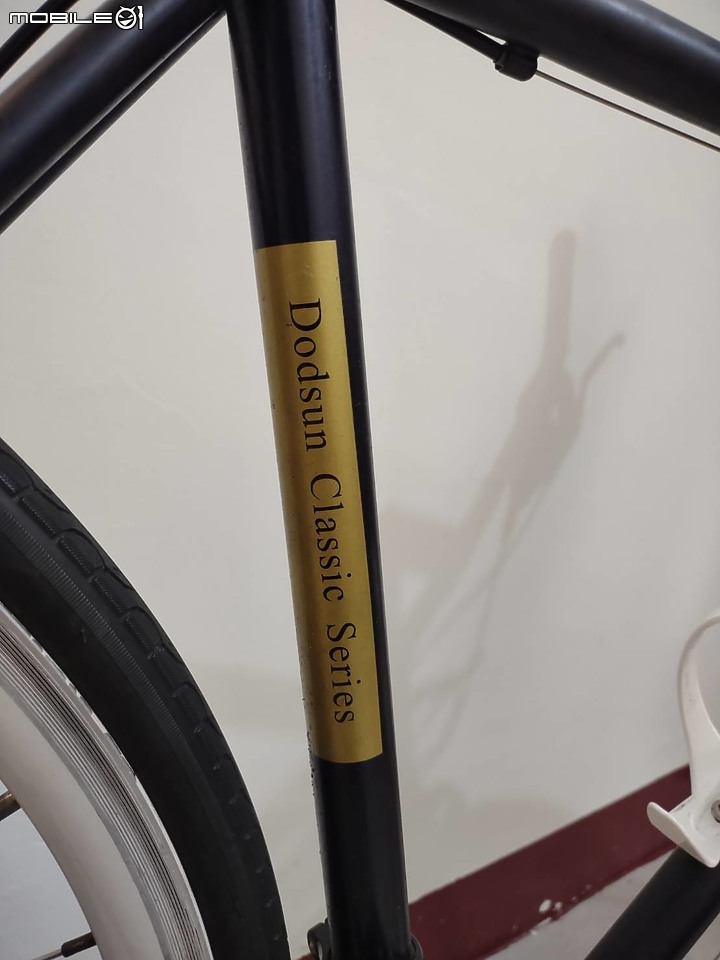 MOBILE01
Dodsun Classic Series